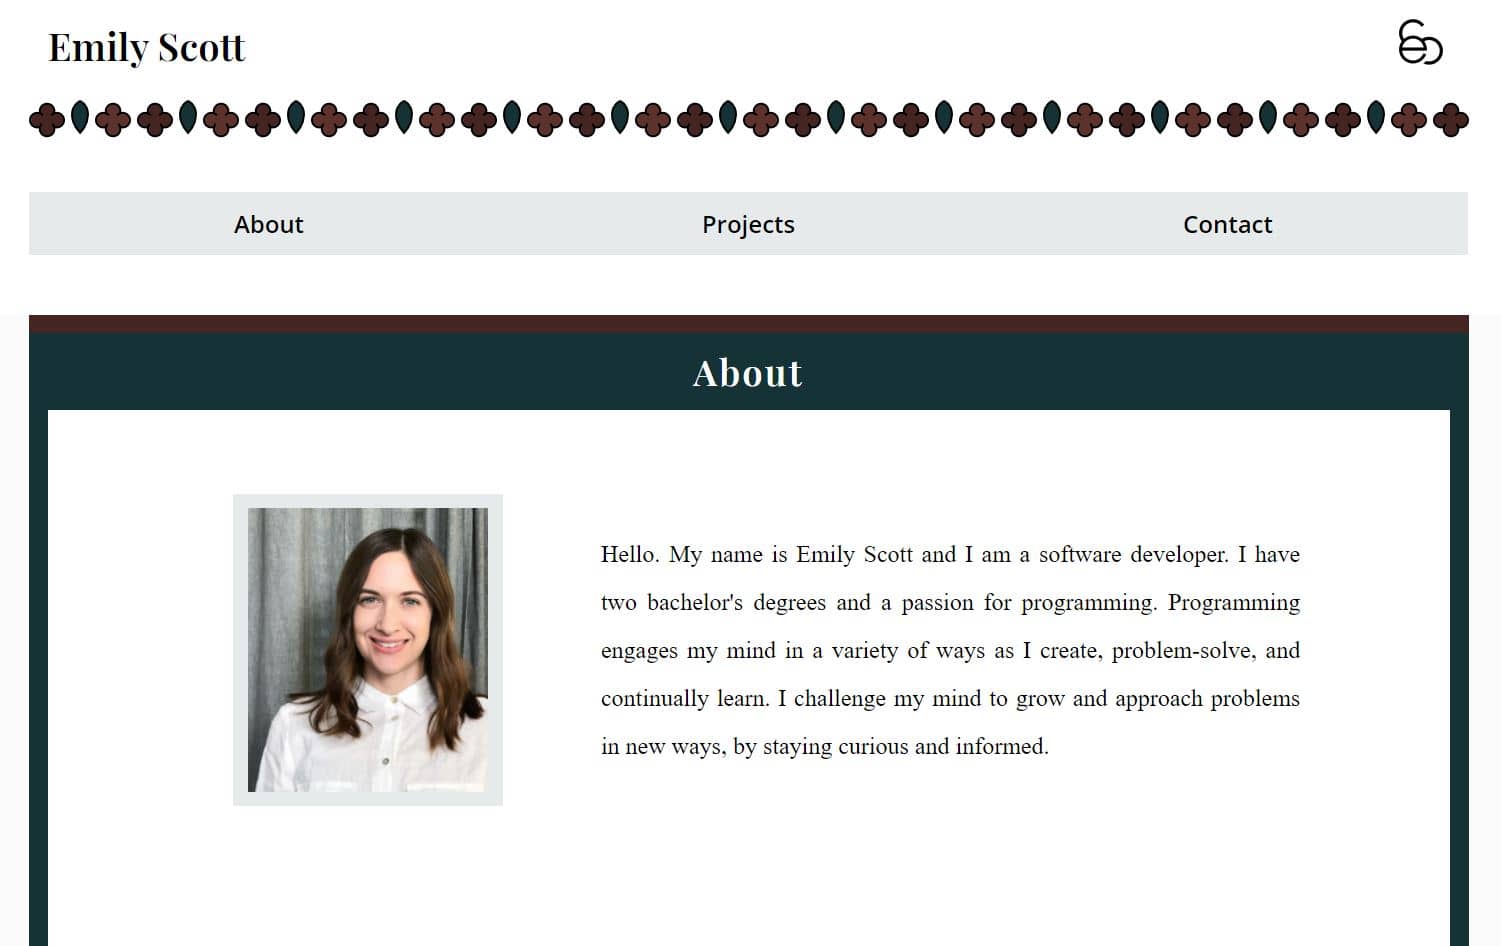 Emily Scott
About
Projects
Contact
About
Hello. My name is Emily Scott and I am a software developer. I have
two bachelor's degrees and a passion for programming. Programming
engages my mind in a variety of ways as I create, problem-solve, and
continually learn. I challenge my mind to grow and approach problems
in new ways, by staying curious and informed.